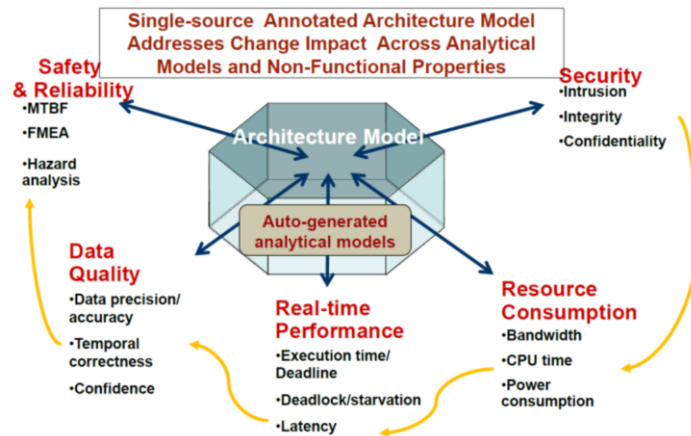 Single-source Annotated Architecture Model
Addresses Change Impact Across Analytical
Models and Non-Functional Properties
Safety
& Reliability
•MTBF
•FMEA
•Hazard
analysis
Architecture Model
Security
•Intrusion
•Integrity
•Confidentiality
Auto-generated
analytical models
Data
Quality
•Data precision/
accuracy
•Temporal
correctness
•Confidence
Real-time
Performance
•Execution time/
Deadline
•Deadlock/starvation
•Latency
Resource
Consumption
•Bandwidth
•CPU time
•Power
consumption